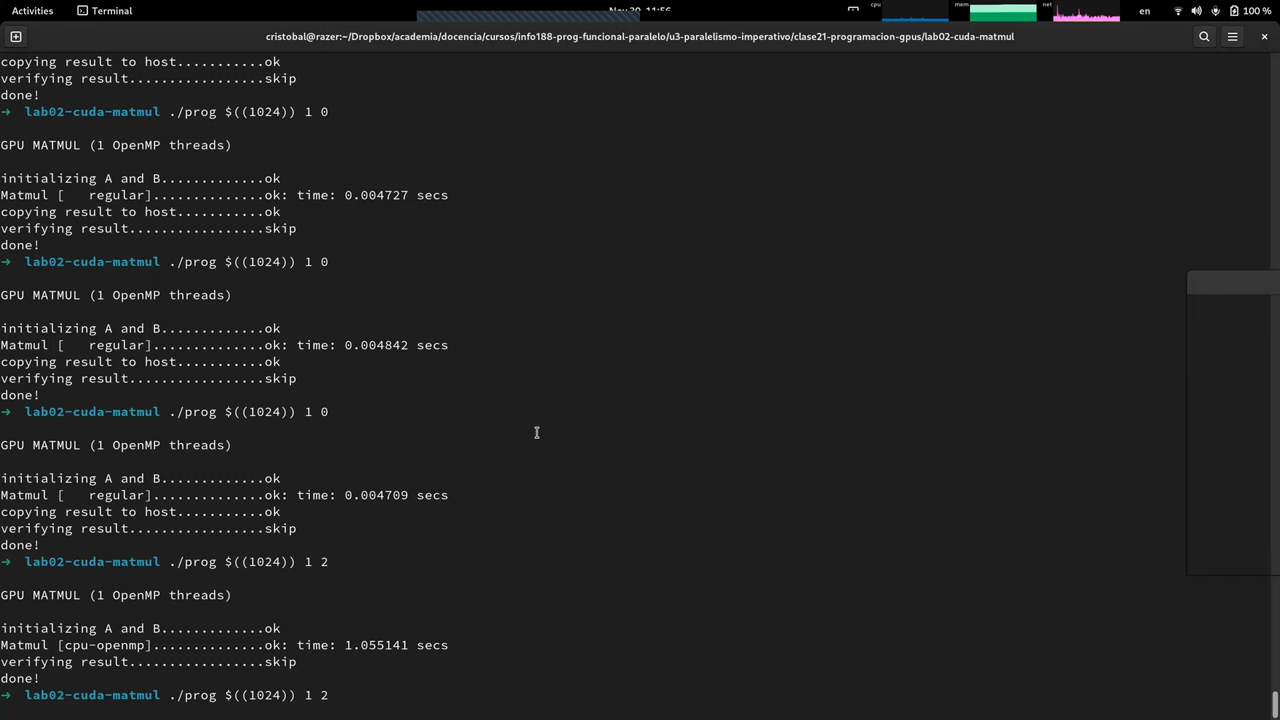 Activities
Terminal
Nov 30 11:56
cpu
mem
net
en
100 %
cristobal@razer:~/Dropbox/academia/docencia/cursos/info188-prog-funcional-paralelo/u3-paralelismo-imperativo/clase21-programacion-gpus/lab02-cuda-matmul
copying result to host...........ok
verifying result.................skip
done!
➜  lab02-cuda-matmul ./prog $((1024)) 1 0
GPU MATMUL (1 OpenMP threads)
initializing A and B.............ok
Matmul [   regular]..............ok: time: 0.004727 secs
copying result to host...........ok
verifying result.................skip
done!
➜  lab02-cuda-matmul ./prog $((1024)) 1 0
GPU MATMUL (1 OpenMP threads)
initializing A and B.............ok
Matmul [   regular]..............ok: time: 0.004842 secs
copying result to host...........ok
verifying result.................skip
done!
➜  lab02-cuda-matmul ./prog $((1024)) 1 0
GPU MATMUL (1 OpenMP threads)
initializing A and B.............ok
Matmul [   regular]..............ok: time: 0.004709 secs
copying result to host...........ok
verifying result.................skip
done!
➜  lab02-cuda-matmul ./prog $((1024)) 1 2
GPU MATMUL (1 OpenMP threads)
initializing A and B.............ok
Matmul [cpu-openmp]..............ok: time: 1.055141 secs
verifying result.................skip
done!
➜  lab02-cuda-matmul ./prog $((1024)) 1 2